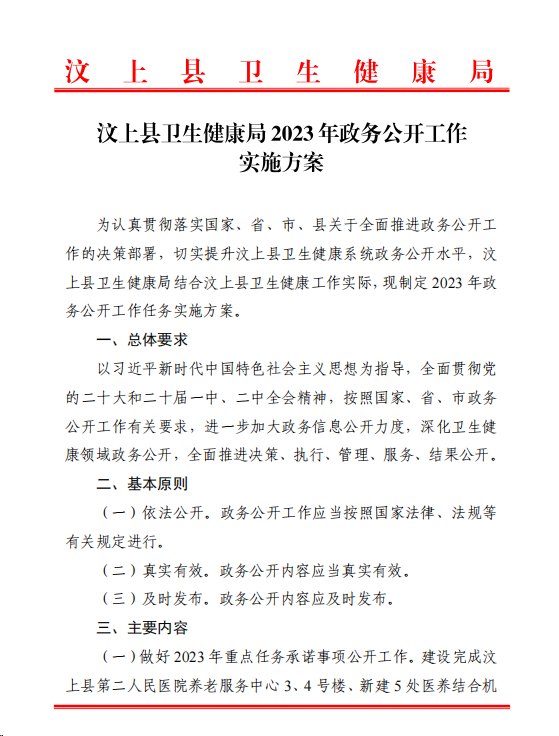 汶上县卫生健康局
汶上县卫生健康局 2023 年政务公开工作
实施方案
为认真贯彻落实国家、省、市、县关于全面推进政务公开工
作的决策部署，切实提升汶上县卫生健康系统政务公开水平，汶
上县卫生健康局结合汶上县卫生健康工作实际，现制定 2023 年政
务公开工作任务实施方案。
一、总体要求
以习近平新时代中国特色社会主义思想为指导，全面贯彻党
的二十大和二十届一中、二中全会精神，按照国家、省、市政务
公开工作有关要求，进一步加大政务信息公开力度，深化卫生健
康领域政务公开，全面推进决策、执行、管理、服务、结果公开。
二、基本原则
（一）依法公开。政务公开工作应当按照国家法律、法规等
有关规定进行。
（二）真实有效。政务公开内容应当真实有效。
（三）及时发布。政务公开内容应及时发布。
三、主要内容
（一）做好 2023 年重点任务承诺事项公开工作。建设完成汶
上县第二人民医院养老服务中心 3、4 号楼、新建 5 处医养结合机